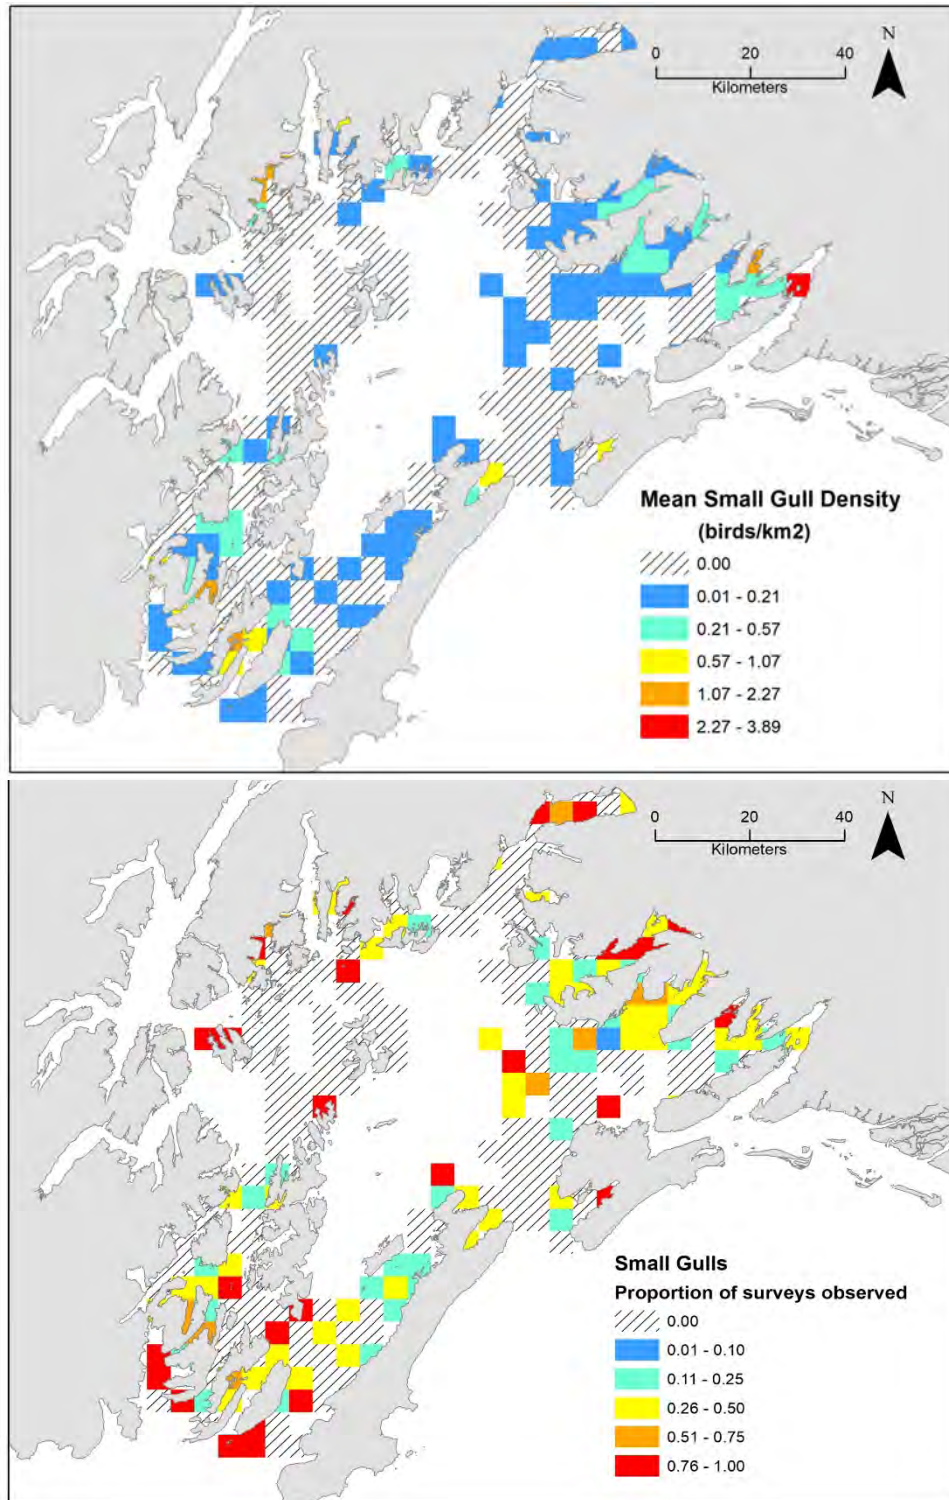 N
0 20 40
Kilometers
Mean Small Gull Density
(birds/km2)
0.00
0.01 - 0.21
0.21 - 0.57
0.57 - 1.07
1.07 - 2.27
2.27 - 3.89
N
0 20 40
Kilometers
Small Gulls
Proportion of surveys observed
0.00
0.01 - 0.10
0.11 - 0.25
0.26 - 0.50
0.51 - 0.75
0.76 - 1.00